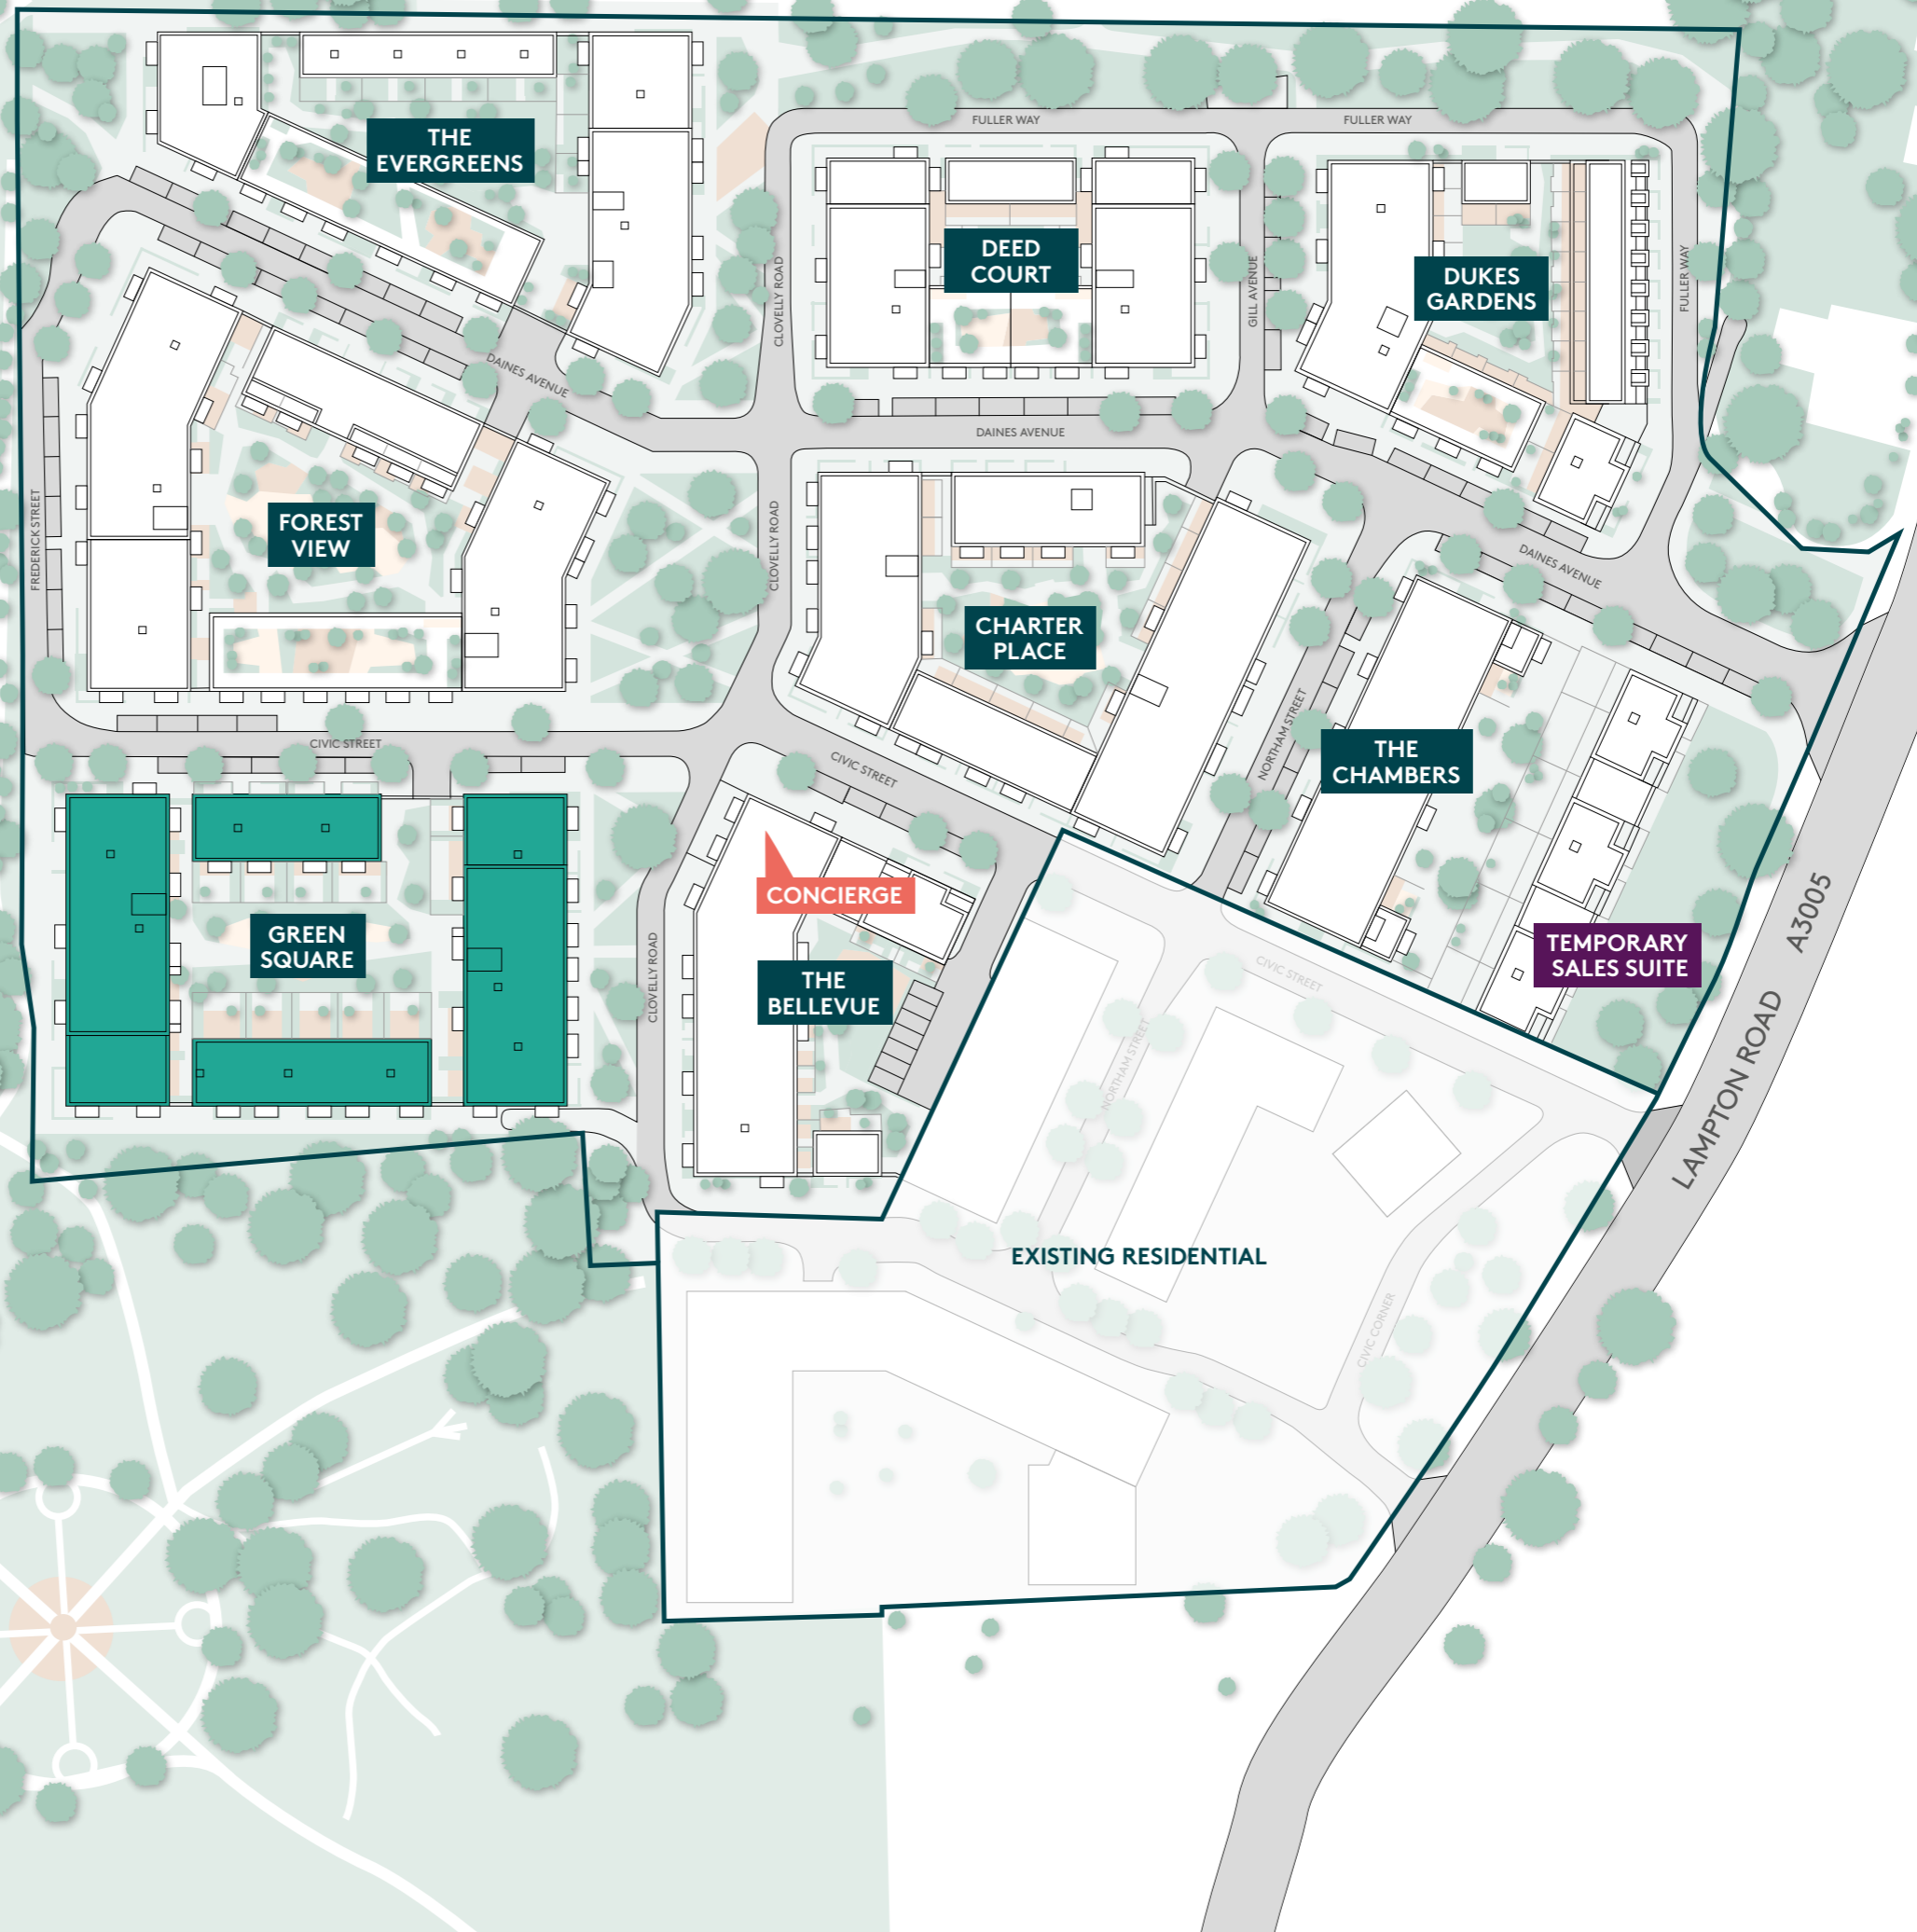 FULLER WAY
FULLER WAY
THE
EVERGREENS
DEED
COURT
DUKES
GARDENS
CLOVELLY ROAD
GILL AVENUE
FULLER WAY
DAINES AVENUE
DAINES AVENUE
FREDERICK STREET
FOREST
VIEW
CLOVELLY ROAD
DAINES AVENUE
CHARTER
PLACE
NORTHAM STREET
CIVIC STREET
CIVIC STREET
THE
CHAMBERS
CONCIERGE
GREEN
SQUARE
CLOVELLY ROAD
THE
BELLEVUE
CIVIC STREET
TEMPORARY
SALES SUITE
LAMPTON ROAD A3005
NORTHAM STREET
EXISTING RESIDENTIAL
CIVIC CORNER